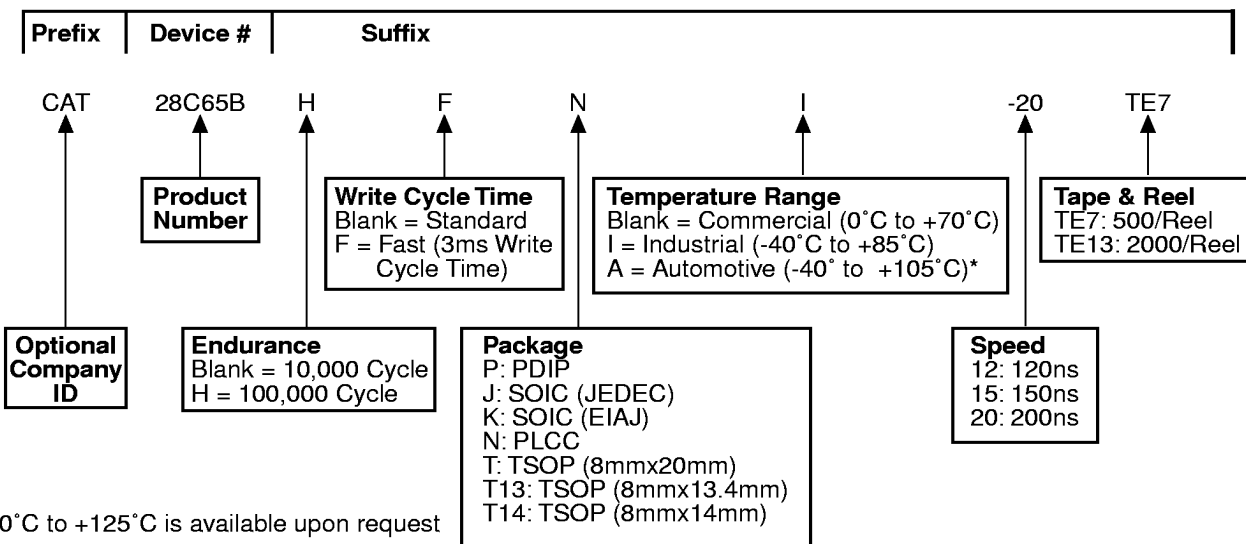 Prefix Device # Suffix
CAT 28C65B H F N I -20 TE7
Product
Number
Write Cycle Time
Blank = Standard
F = Fast (3ms Write
Cycle Time)
Temperature Range
Blank = Commercial (0˚C to +70˚C)
I = Industrial (-40˚C to +85˚C)
A = Automotive (-40˚ to +105˚C)*
Tape & Reel
TE7: 500/Reel
TE13: 2000/Reel
Optional
Company
ID
Endurance
Blank = 10,000 Cycle
H = 100,000 Cycle
Package
P: PDIP
J: SOIC (JEDEC)
K: SOIC (EIAJ)
N: PLCC
T: TSOP (8mmx20mm)
T13: TSOP (8mmx13.4mm)
T14: TSOP (8mmx14mm)
Speed
12: 120ns
15: 150ns
20: 200ns
0˚C to +125˚C is available upon request